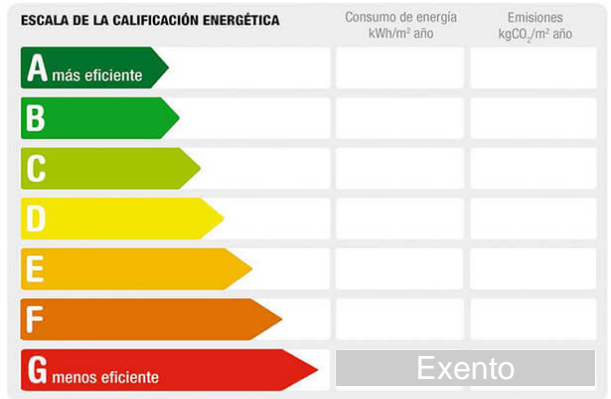 ESCALA DE LA CALIFICACIÓN ENERGÉTICA
Consumo de energía
kWh/m² año
Emisiones
kgCO₂/m² año
A más eficiente
B
C
D
E
F
G menos eficiente
Exento